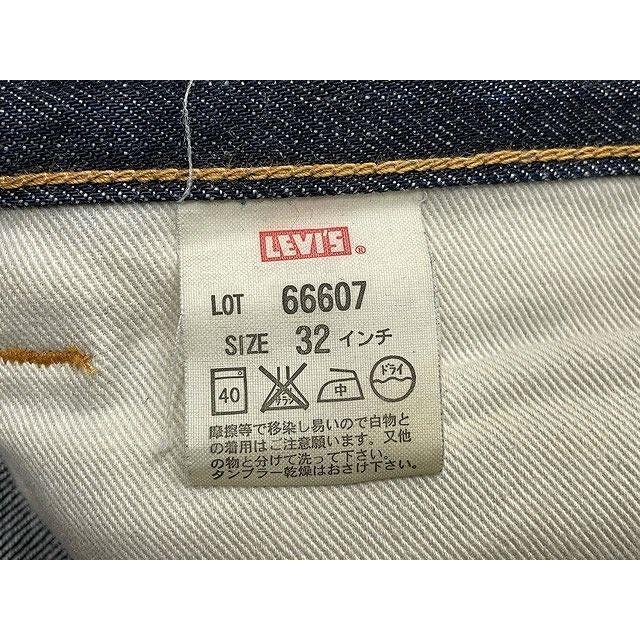 LEVI'S ®
LOT 66607
SIZE 32 インチ
40 中 ドライ
摩擦等で移染し易いので白物と
の着用はご注意願います。又他
の物と分けて洗って下さい。
タンブラー乾燥はおさけ下さい。